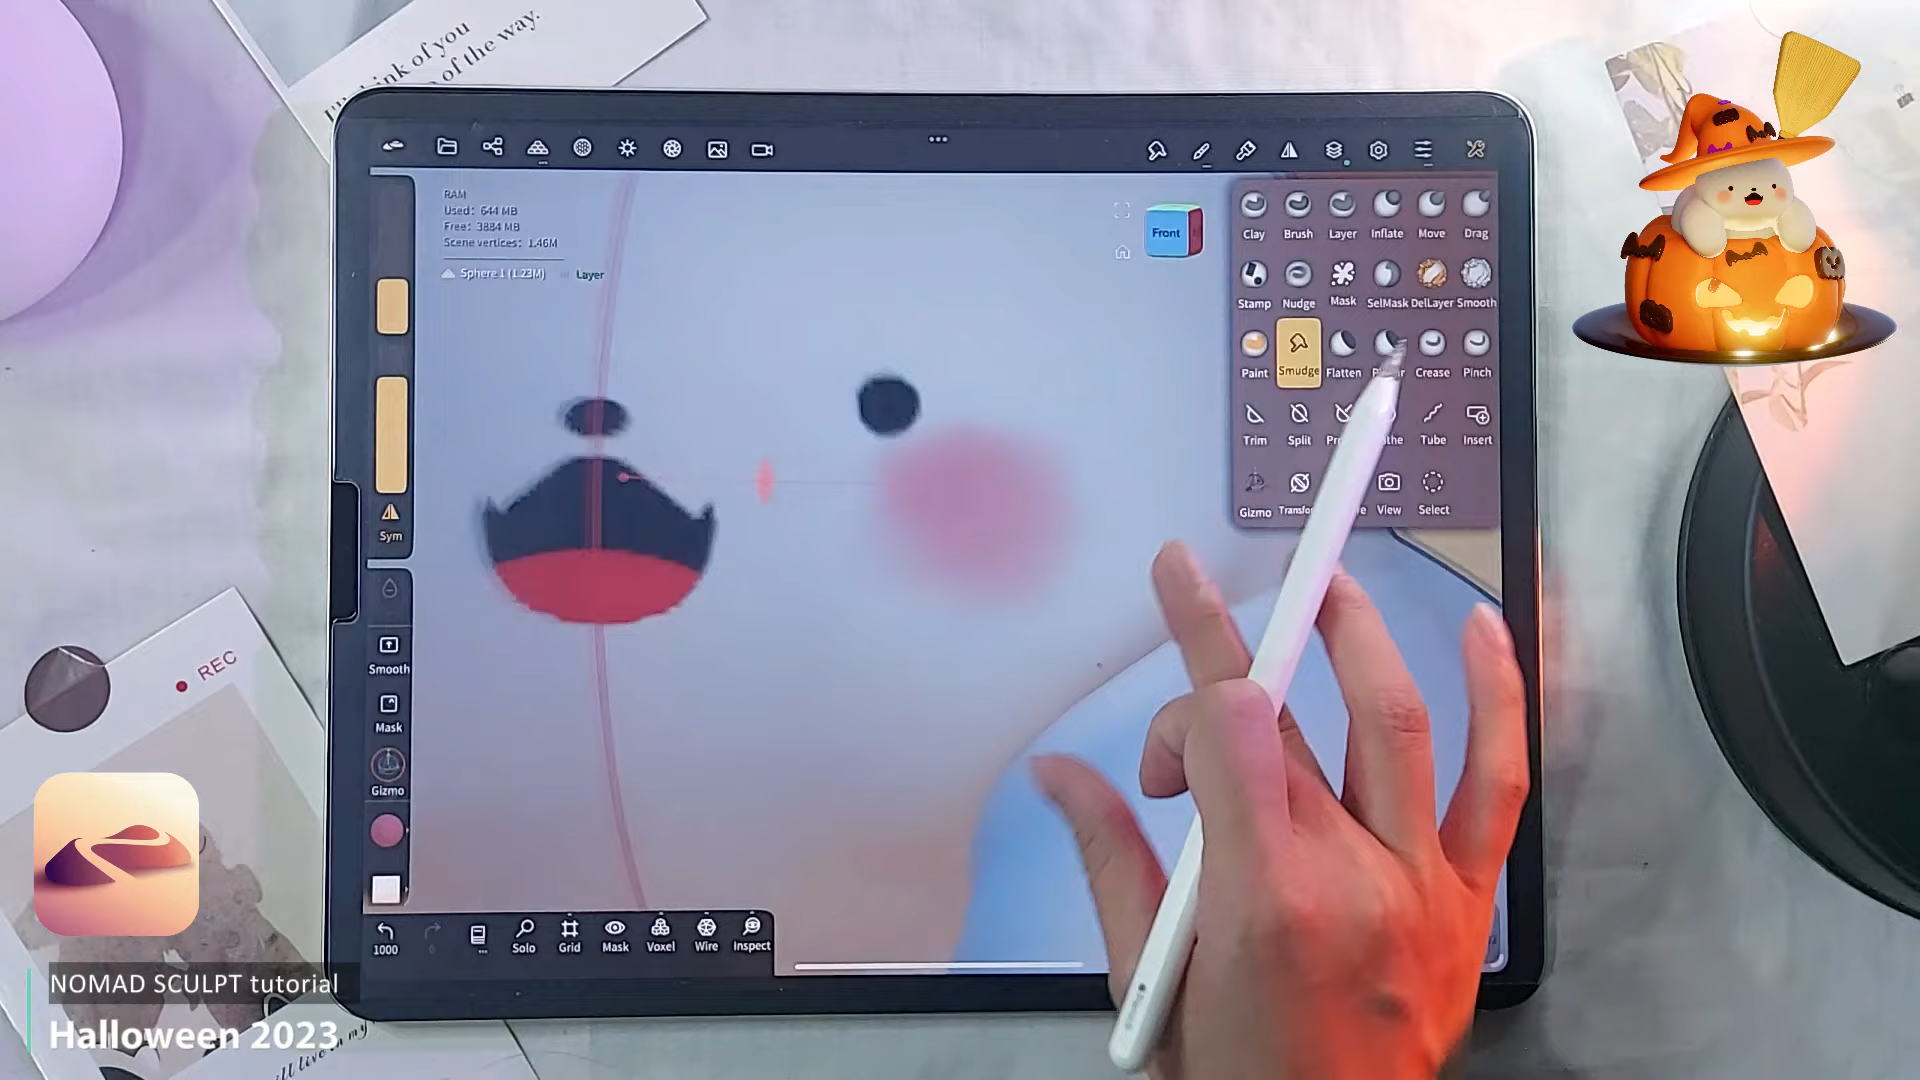 of you
of the way.
RAM
Used: 644 MB
Free: 3884 MB
Scene vertices: 1.46M
Sphere 1 (1.23M) Layer
Front
Clay Brush Layer Inflate Move Drag
Stamp Nudge Mask SelMask DelLayer Smooth
Paint Smudge Flatten Crease Pinch
Trim Split Tube Insert
Gizmo View Select
Sym
Smooth
Mask
Gizmo
1000
Solo Grid Mask Voxel Wire Inspect
REC
NOMAD SCULPT tutorial
Halloween 2023